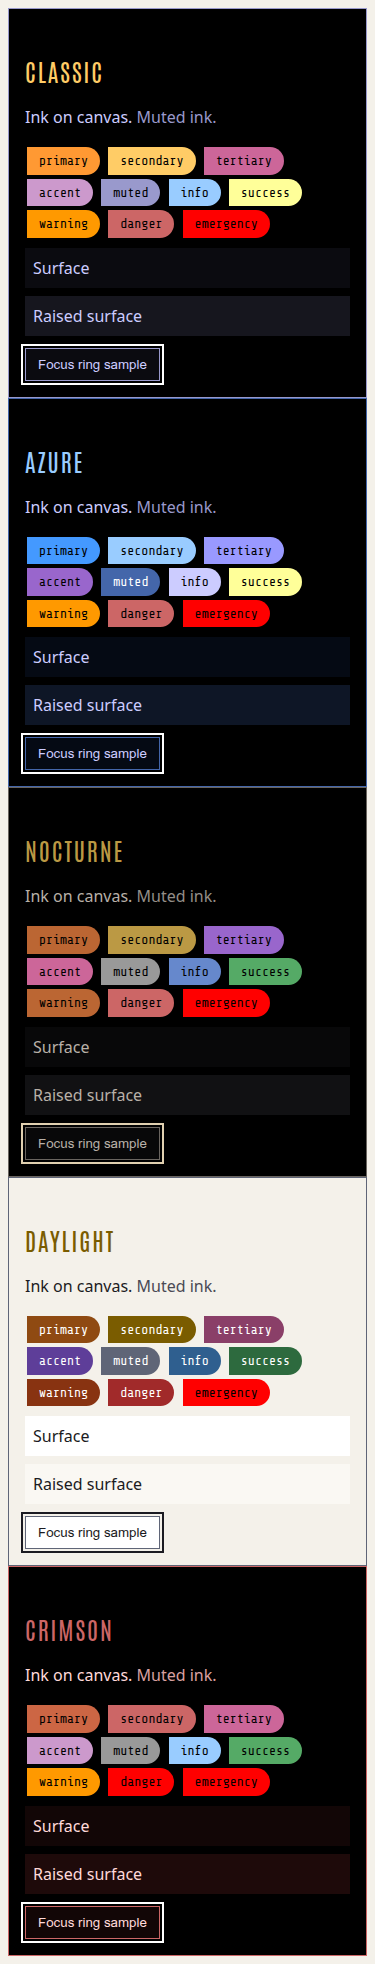 CLASSIC
Ink on canvas. Muted ink.
primary secondary tertiary
accent muted info success
warning danger emergency
Surface
Raised surface
Focus ring sample
AZURE
Ink on canvas. Muted ink.
primary secondary tertiary
accent muted info success
warning danger emergency
Surface
Raised surface
Focus ring sample
NOCTURNE
Ink on canvas. Muted ink.
primary secondary tertiary
accent muted info success
warning danger emergency
Surface
Raised surface
Focus ring sample
DAYLIGHT
Ink on canvas. Muted ink.
primary secondary tertiary
accent muted info success
warning danger emergency
Surface
Raised surface
Focus ring sample
CRIMSON
Ink on canvas. Muted ink.
primary secondary tertiary
accent muted info success
warning danger emergency
Surface
Raised surface
Focus ring sample